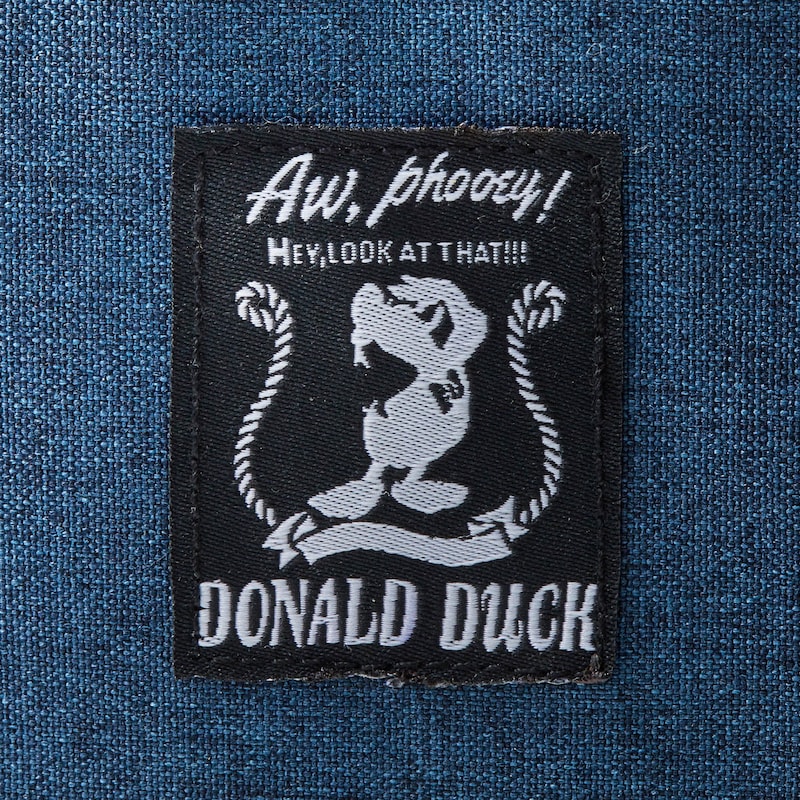 Aw, phooey!
HEY, LOOK AT THAT!!!
DONALD DUCK